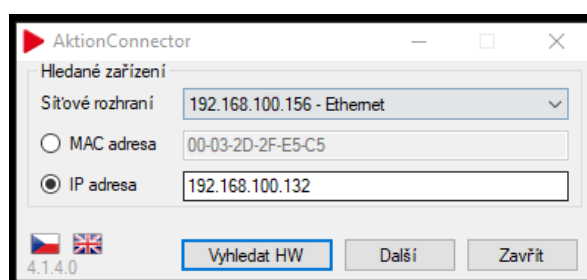 AktionConnector
Hledané zařízení
Síťové rozhraní 192.168.100.156 - Ethernet
MAC adresa 00-03-2D-2F-E5-C5
IP adresa 192.168.100.132
4.1.4.0 Vyhledat HW Další Zavřít